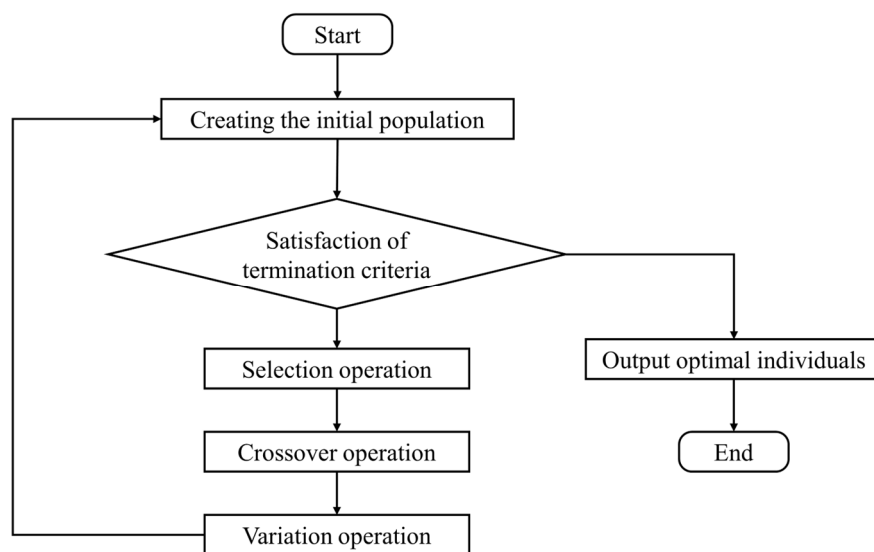 Start
Creating the initial population
Satisfaction of
termination criteria
Selection operation
Output optimal individuals
Crossover operation
End
Variation operation